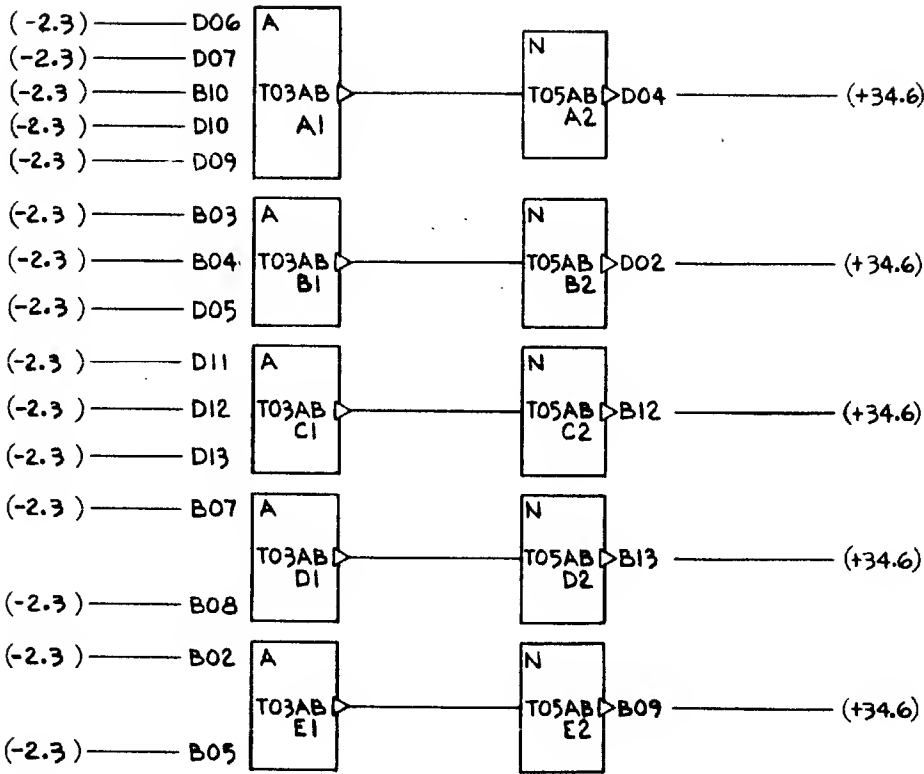 (-2.3) D06 A N
(-2.3) D07
(-2.3) B10 T03AB T05AB D04 (+34.6)
A1 A2
(-2.3) D10
(-2.3) D09
(-2.3) B03 A N
(-2.3) B04 T03AB T05AB D02 (+34.6)
B1 B2
(-2.3) D05
(-2.3) D11 A N
(-2.3) D12 T03AB T05AB B12 (+34.6)
C1 C2
(-2.3) D13
(-2.3) B07 A N
T03AB T05AB B13 (+34.6)
D1 D2
(-2.3) B08
(-2.3) B02 A N
T03AB T05AB B09 (+34.6)
E1 E2
(-2.3) B05